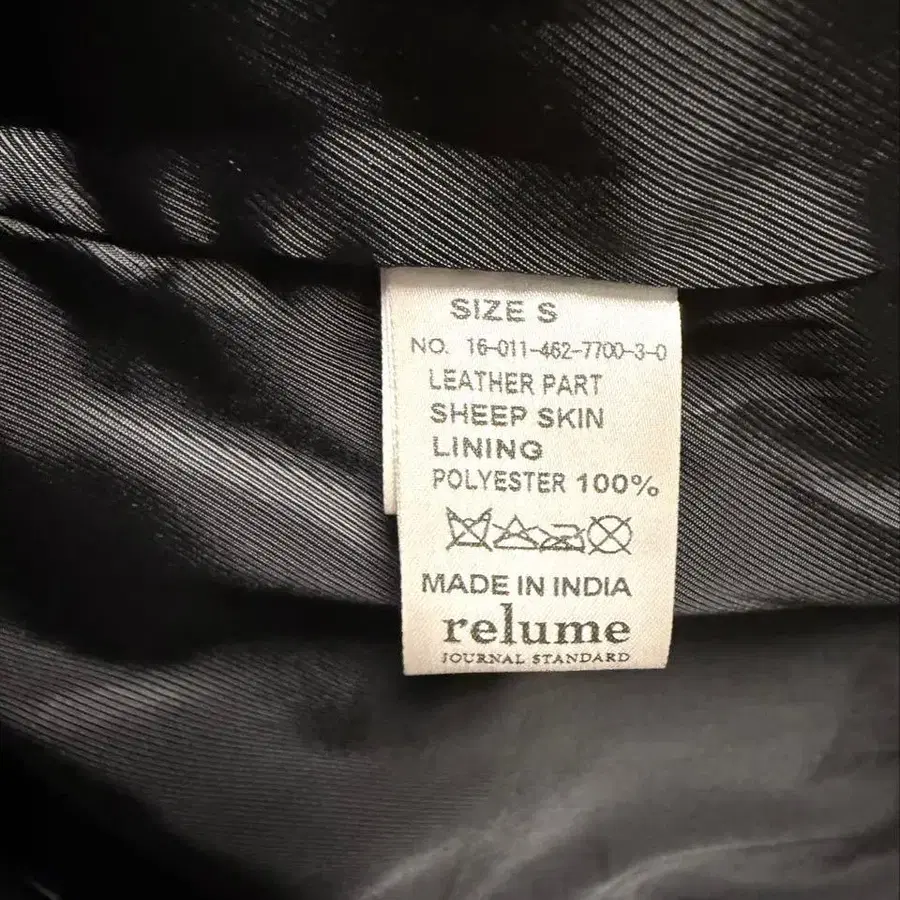 SIZE S
NO. 16-011-462-7700-3-0
LEATHER PART
SHEEP SKIN
LINING
POLYESTER 100%
MADE IN INDIA
relume
JOURNAL STANDARD